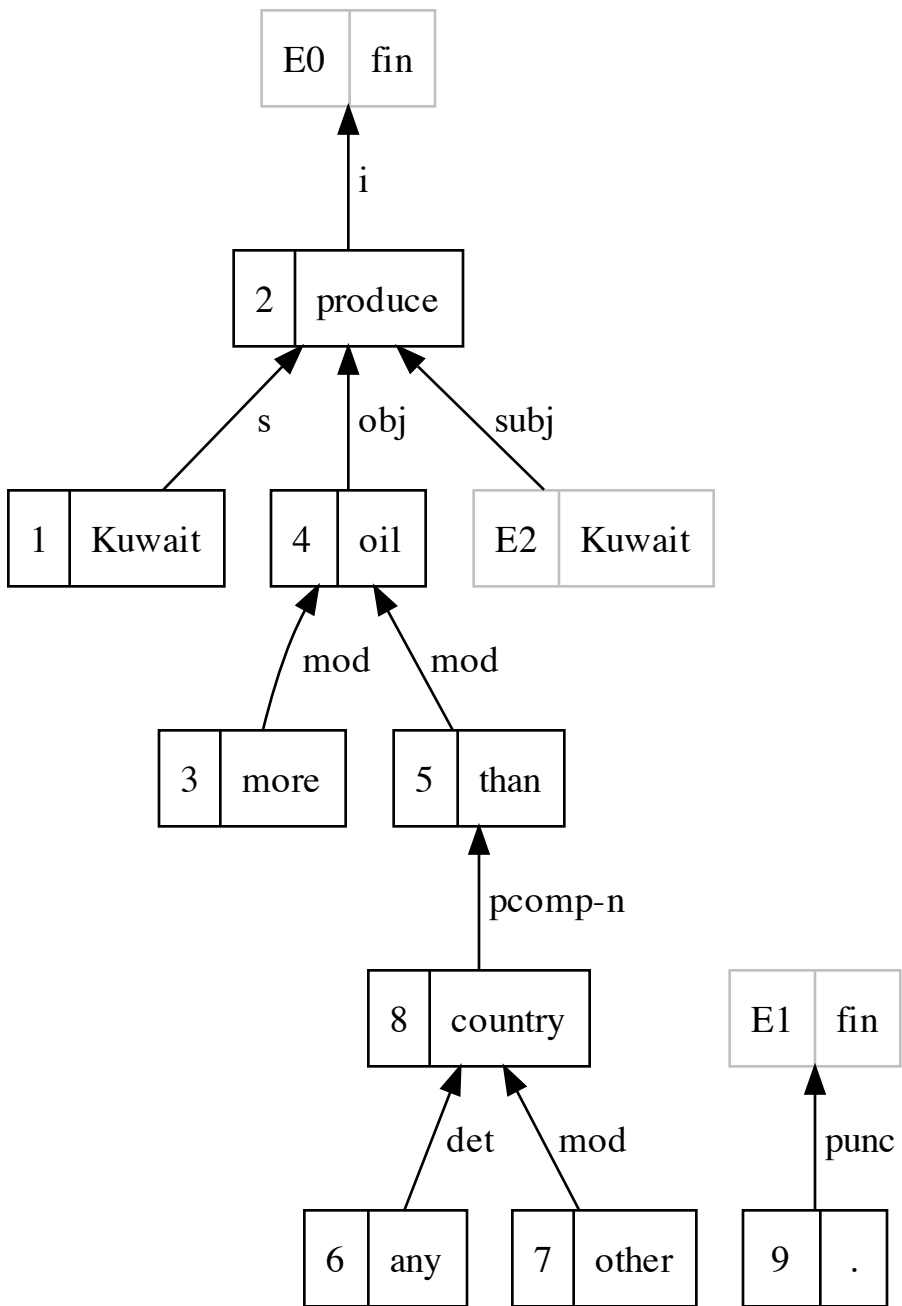 E0 fin
i
2 produce
s obj subj
1 Kuwait 4 oil E2 Kuwait
mod mod
3 more 5 than
pcomp-n
8 country E1 fin
det mod punc
6 any 7 other 9 .